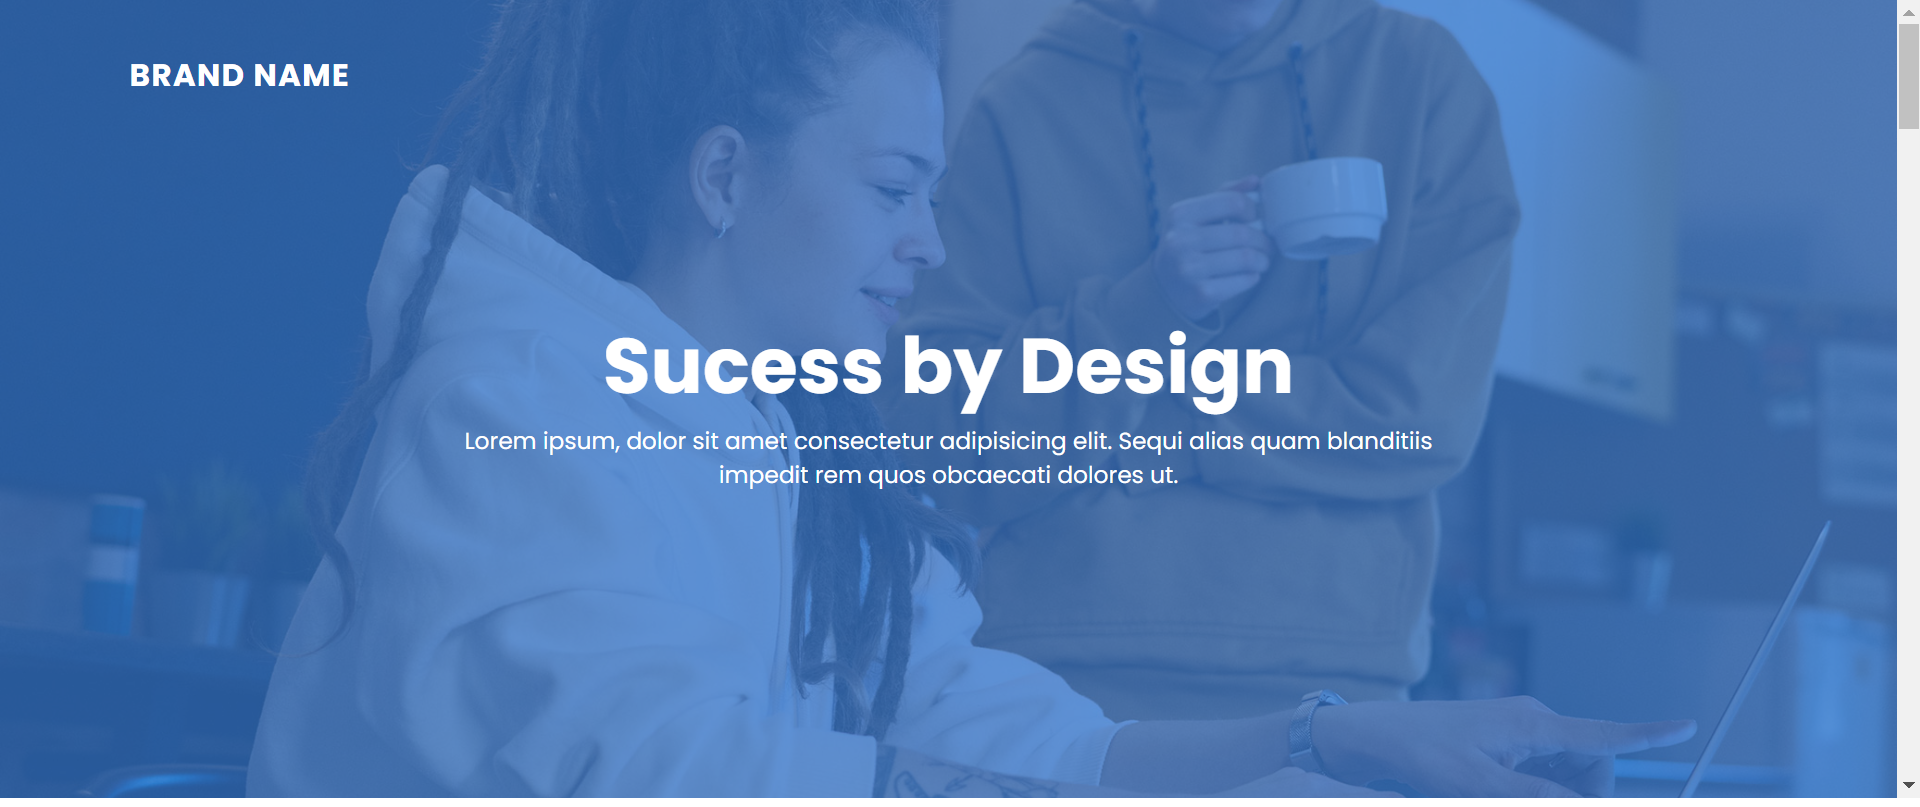 BRAND NAME
Sucess by Design
Lorem ipsum, dolor sit amet consectetur adipisicing elit. Sequi alias quam blanditiis
impedit rem quos obcaecati dolores ut.